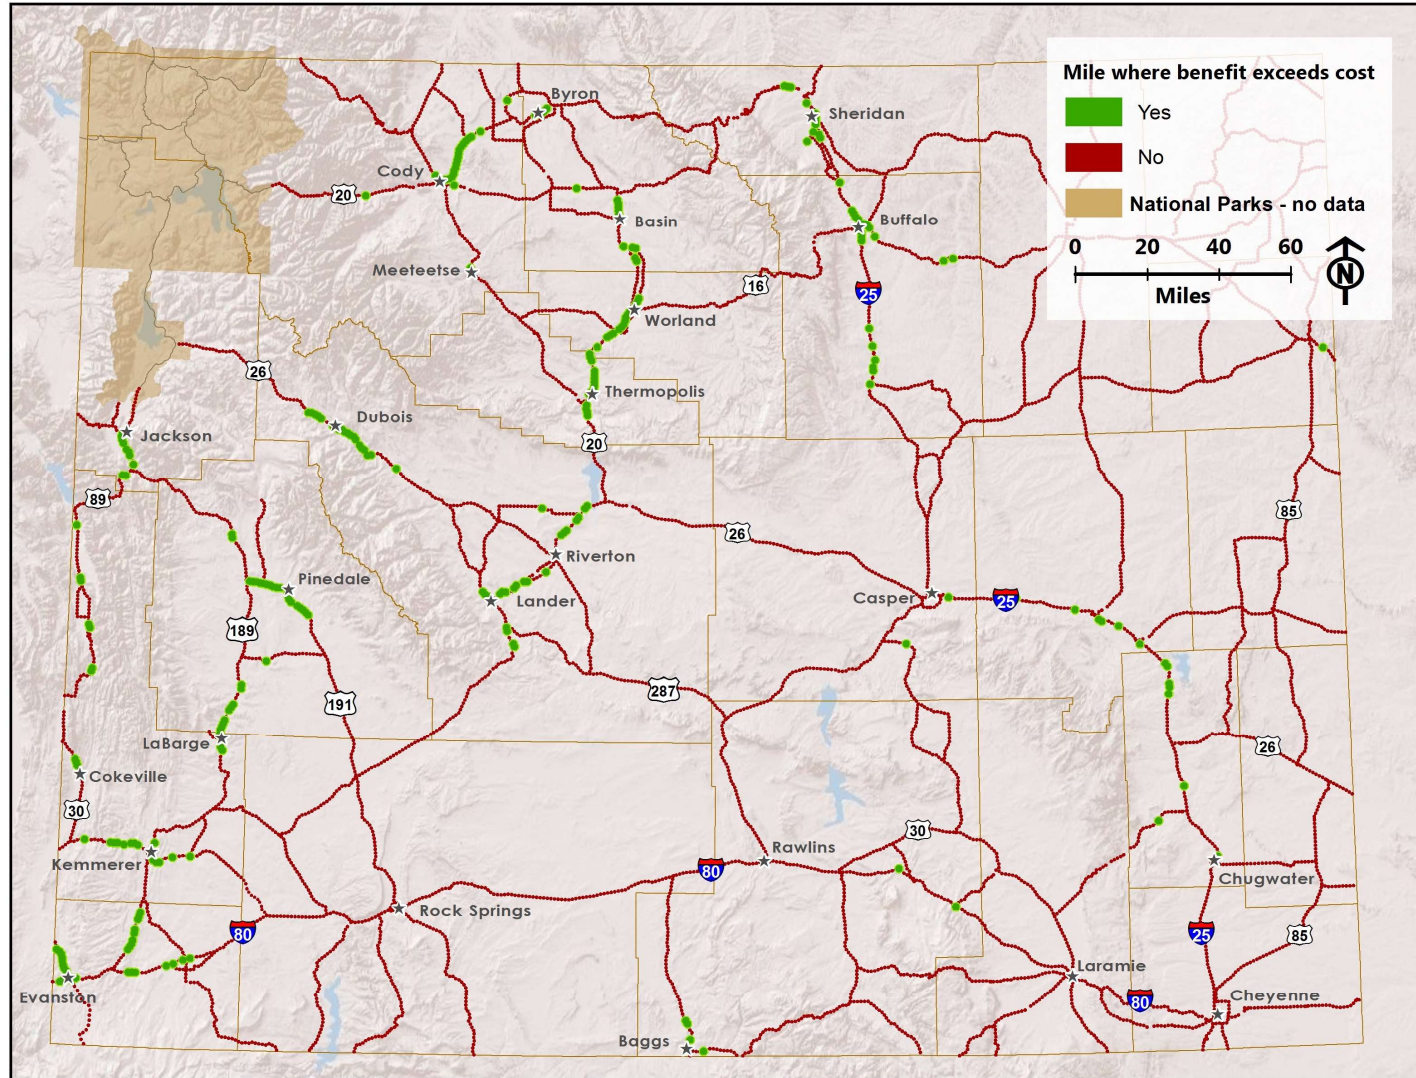 Mile where benefit exceeds cost
Yes
No
National Parks - no data
0 20 40 60
Miles
N
Byron
Sheridan
Cody
20
Basin
Buffalo
Meeteetse
16
25
Worland
26
Thermopolis
Dubois
Jackson
20
89
85
26
Riverton
Pinedale
Lander
Casper
25
189
287
191
LaBarge
26
Cokeville
30
30
Kemmerer
Rawlins
80
Chugwater
Rock Springs
80
25
85
Laramie
Evanston
80
Cheyenne
Baggs